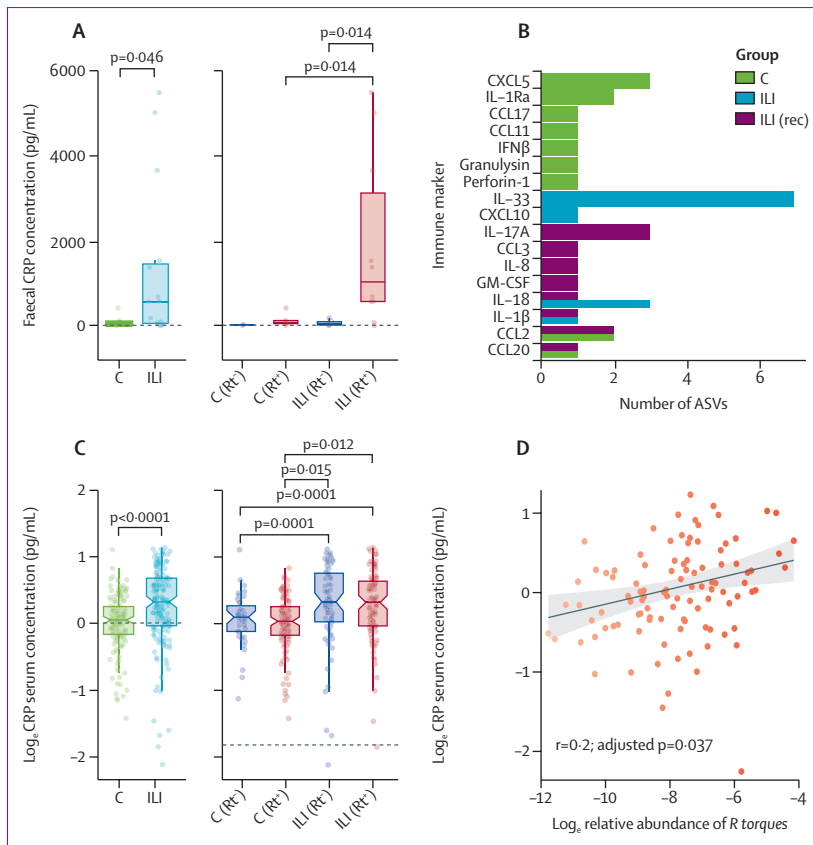 A
p=0·046
p=0·014
p=0·014
Faecal CRP concentration (pg/mL)
6000
4000
2000
0
C
ILI
C (Rt⁻)
C (Rt⁺)
ILI (Rt⁻)
ILI (Rt⁺)
B
Group
C
ILI
ILI (rec)
Immune marker
CXCL5
IL–1Ra
CCL17
CCL11
IFNβ
Granulysin
Perforin-1
IL–33
CXCL10
IL–17A
CCL3
IL-8
GM-CSF
IL-18
IL-1β
CCL2
CCL20
0
2
4
6
Number of ASVs
C
p<0·0001
p=0·012
p=0·015
p=0·0001
p=0·0001
Logₑ CRP serum concentration (pg/mL)
2
1
0
–1
–2
C
ILI
C (Rt⁻)
C (Rt⁺)
ILI (Rt⁻)
ILI (Rt⁺)
D
Logₑ CRP serum concentration (pg/mL)
1
0
–1
–2
r=0·2; adjusted p=0·037
–12
–10
–8
–6
–4
Logₑ relative abundance of R torques